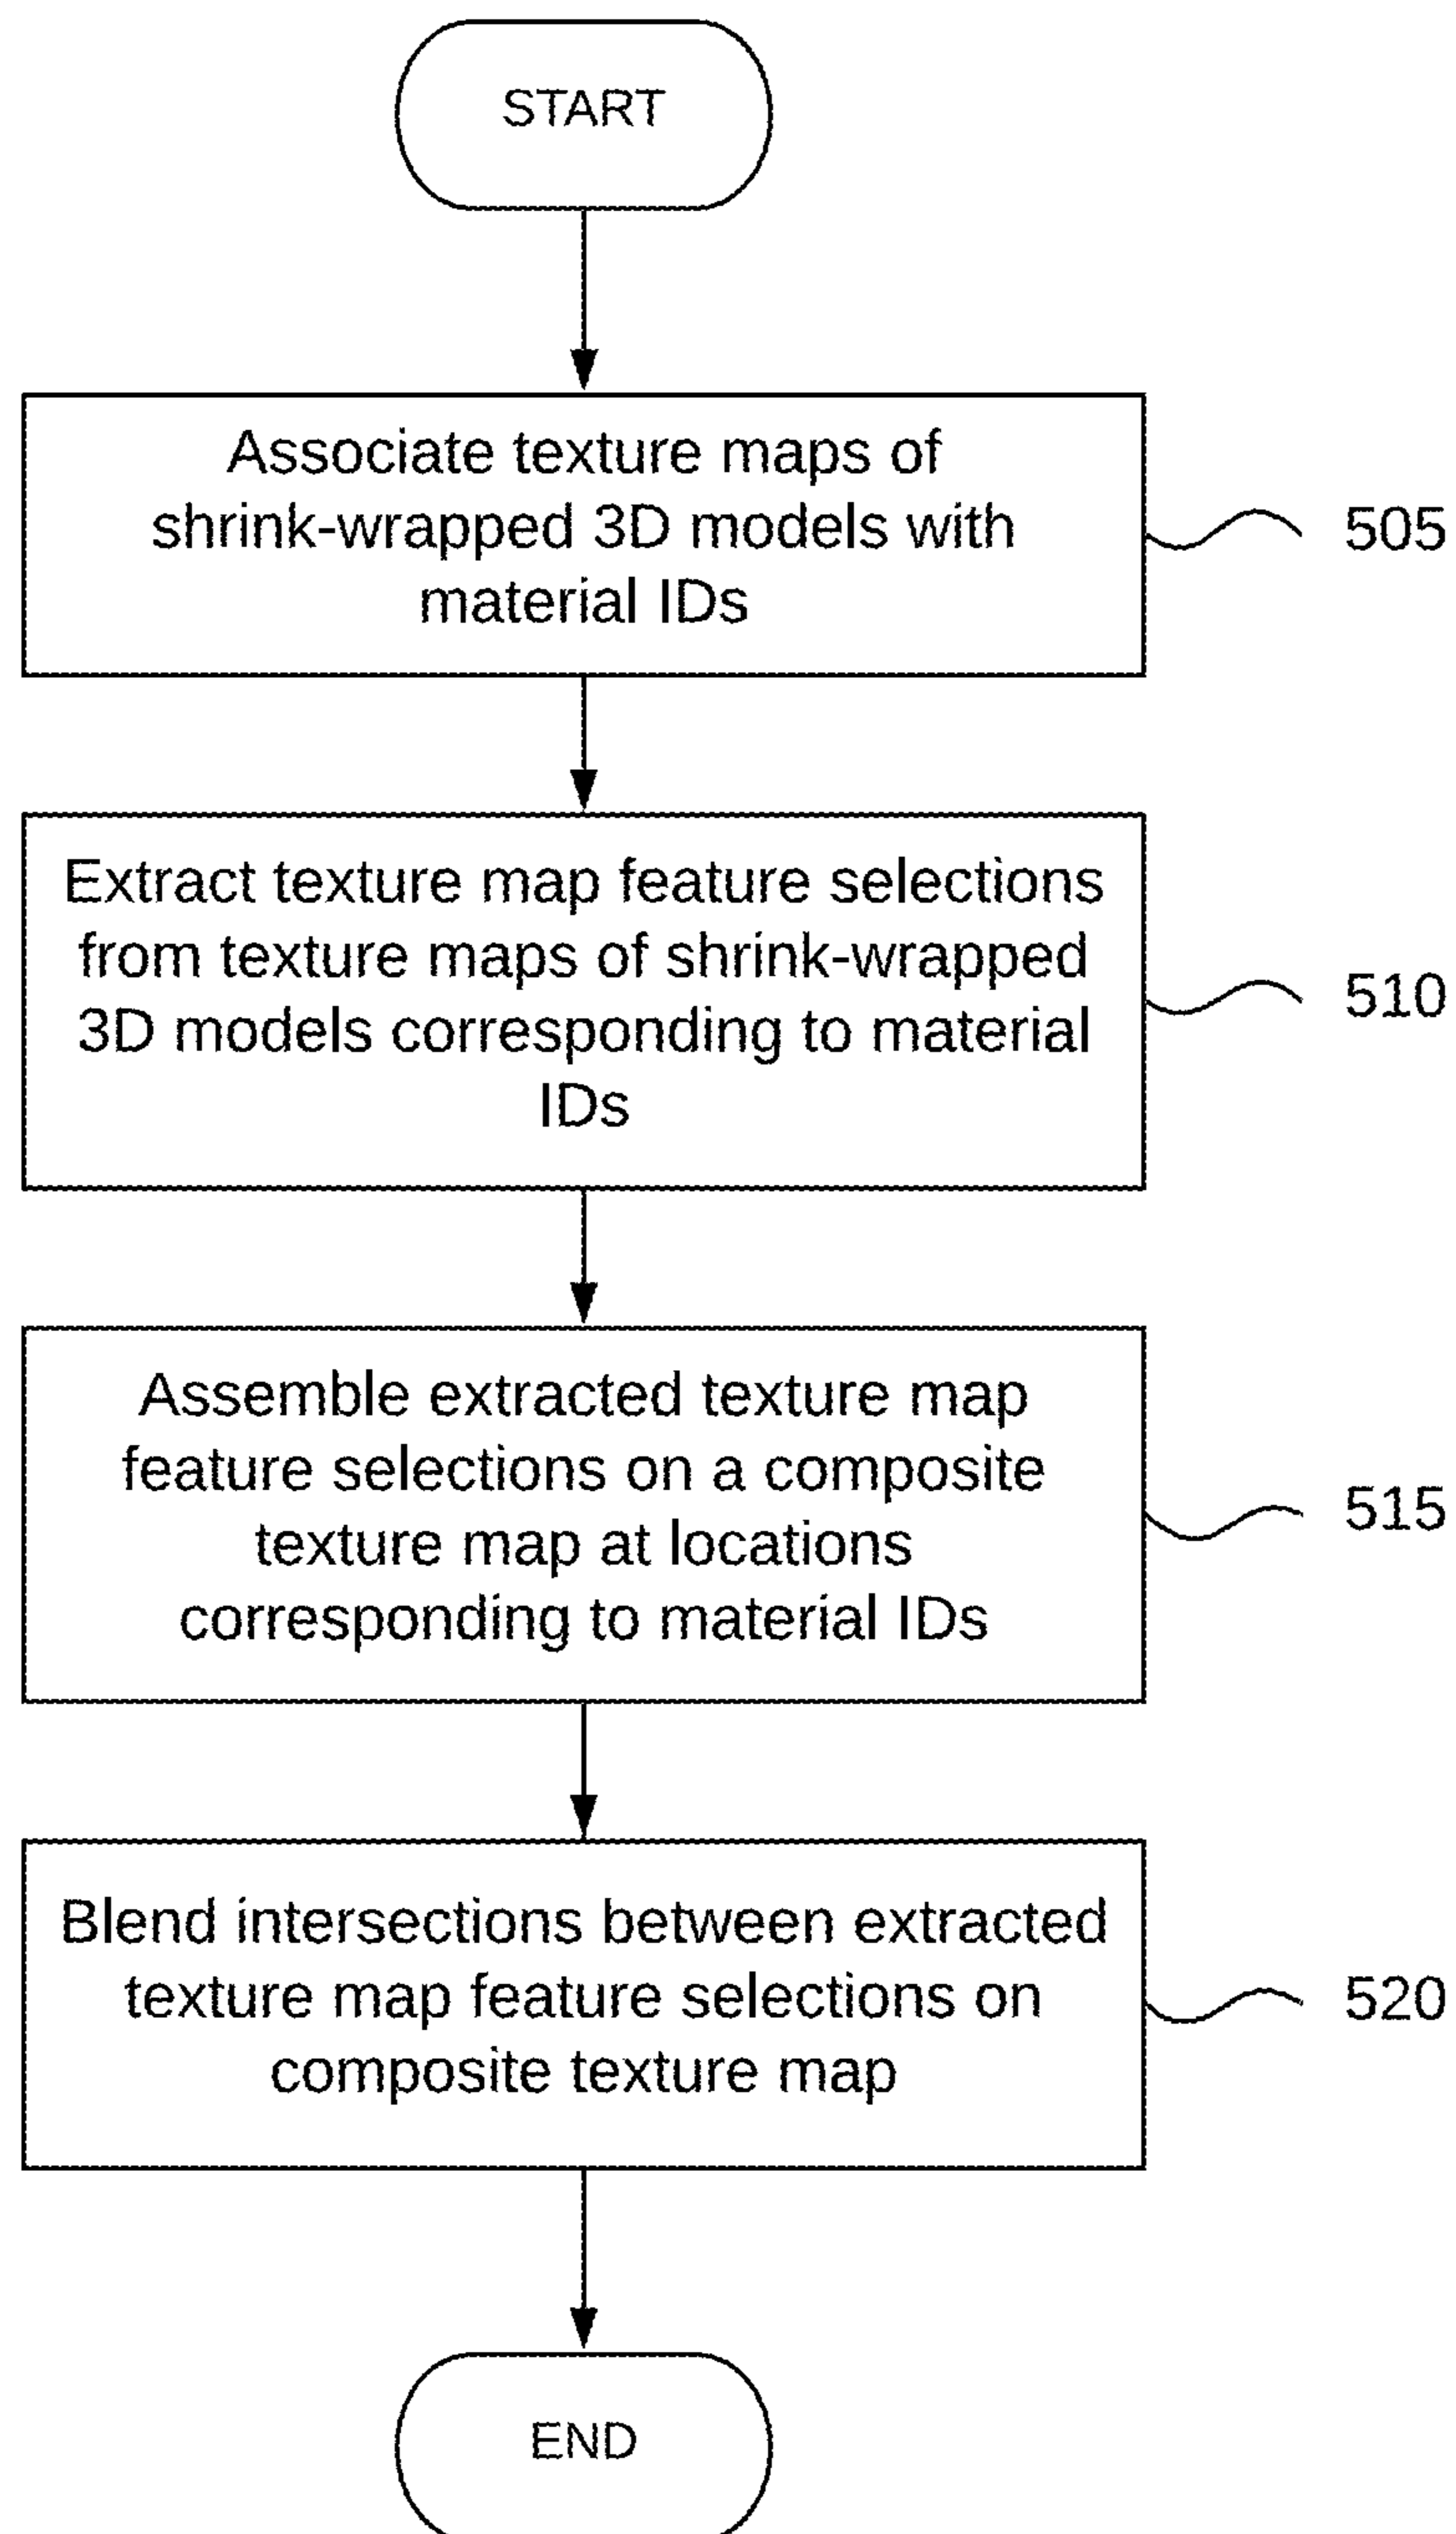 START
Associate texture maps of
shrink-wrapped 3D models with
material IDs
505
Extract texture map feature selections
from texture maps of shrink-wrapped
3D models corresponding to material
IDs
510
Assemble extracted texture map
feature selections on a composite
texture map at locations
corresponding to material IDs
515
Blend intersections between extracted
texture map feature selections on
composite texture map
520
END